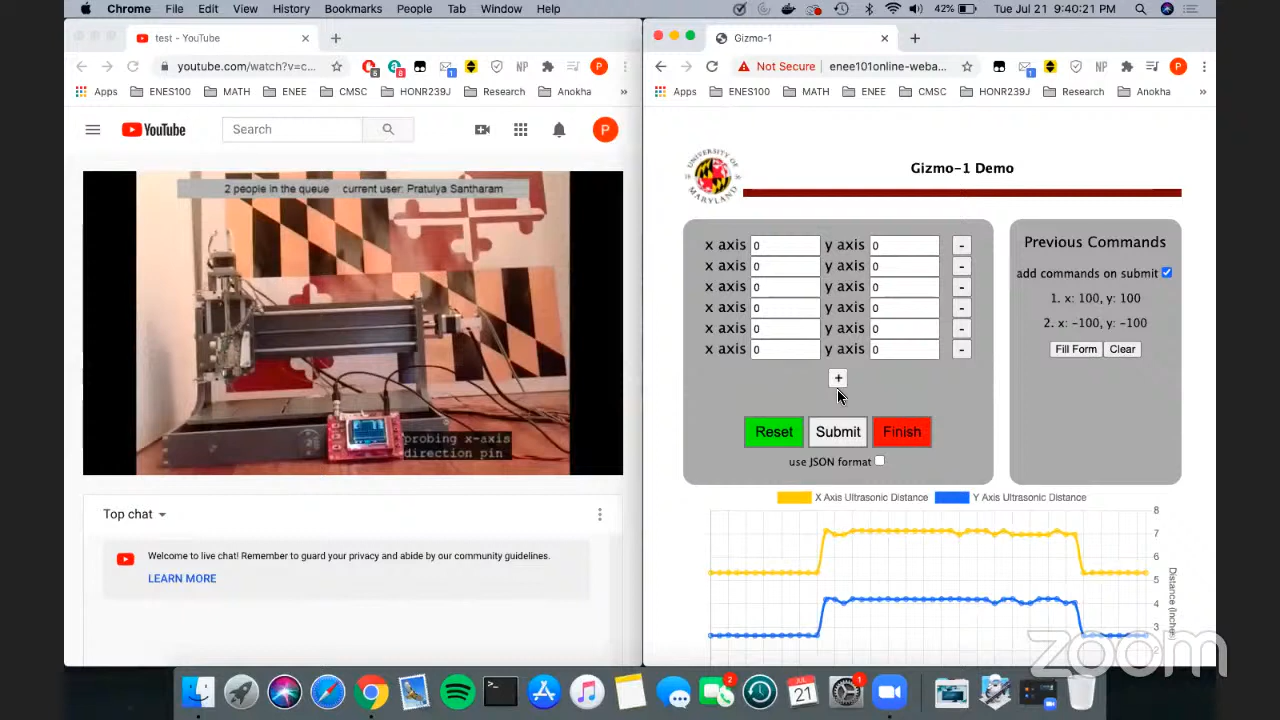 Chrome File Edit View History Bookmarks People Tab Window Help 42% Tue Jul 21 9:40:21 PM
test - YouTube
youtube.com/watch?v=c...
Apps ENES100 MATH ENEE CMSC HONR239J Research Anokha »
YouTube
Search
P
2 people in the queue current user: Pratulya Santharam
probing x-axis
direction pin
Top chat
Welcome to live chat! Remember to guard your privacy and abide by our community guidelines.
LEARN MORE
Gizmo-1
Not Secure enee101online-weba...
Apps ENES100 MATH ENEE CMSC HONR239J Research Anokha »
UNIVERSITY OF
MARYLAND
Gizmo-1 Demo
x axis 0 y axis 0 -
x axis 0 y axis 0 -
x axis 0 y axis 0 -
x axis 0 y axis 0 -
x axis 0 y axis 0 -
x axis 0 y axis 0 -
+
Reset Submit Finish
use JSON format
Previous Commands
add commands on submit
1. x: 100, y: 100
2. x: -100, y: -100
Fill Form Clear
X Axis Ultrasonic Distance Y Axis Ultrasonic Distance
8
7
6
5
4
3
2
Distance (Inches)
zoom